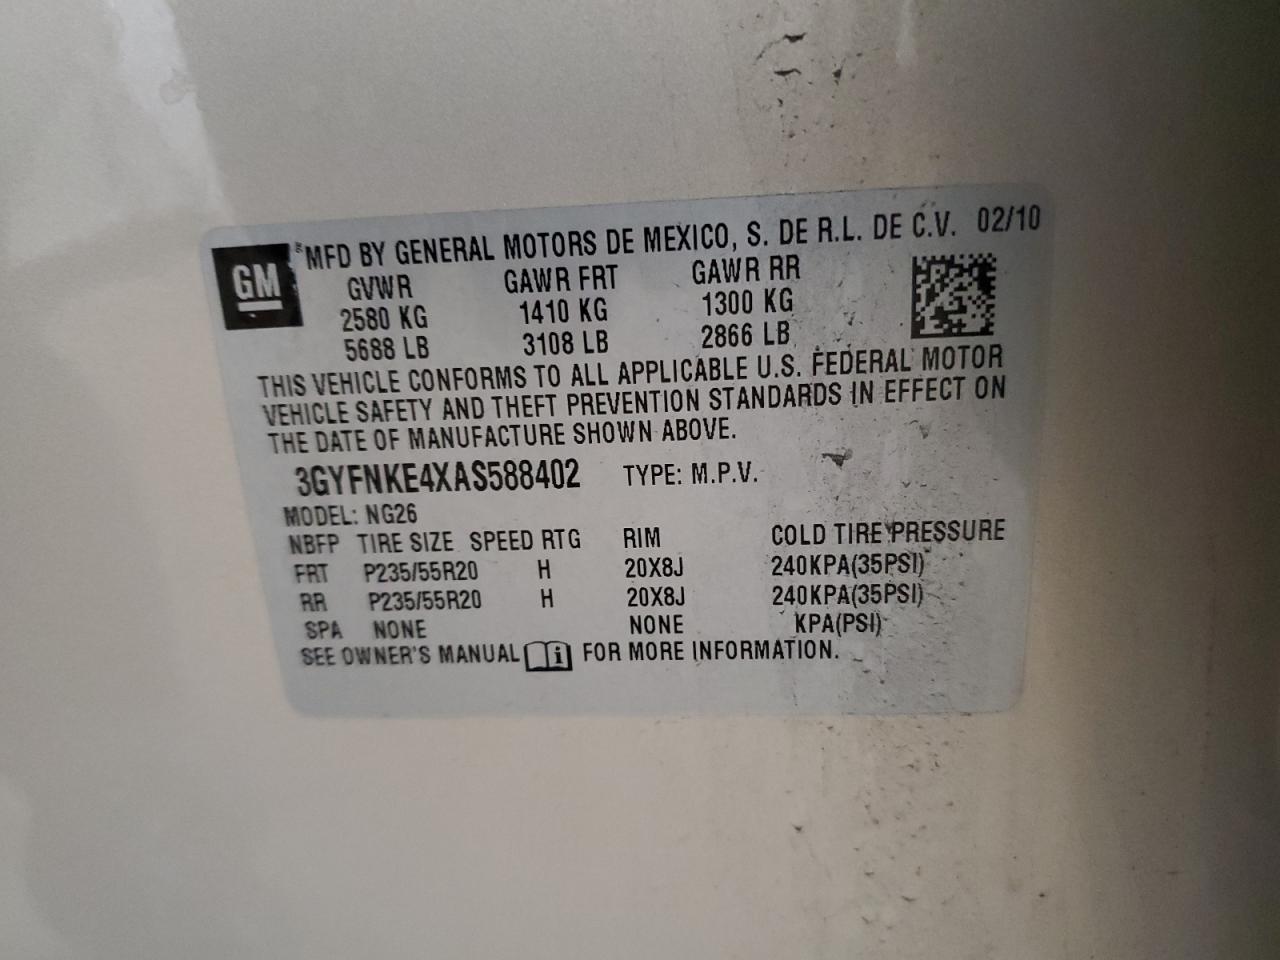 GM
MFD BY GENERAL MOTORS DE MEXICO, S. DE R.L. DE C.V. 02/10
GVWR GAWR FRT GAWR RR
2580 KG 1410 KG 1300 KG
5688 LB 3108 LB 2866 LB
THIS VEHICLE CONFORMS TO ALL APPLICABLE U.S. FEDERAL MOTOR
VEHICLE SAFETY AND THEFT PREVENTION STANDARDS IN EFFECT ON
THE DATE OF MANUFACTURE SHOWN ABOVE.
3GYFNKE4XAS588402 TYPE: M.P.V.
MODEL: NG26
NBFP TIRE SIZE SPEED RTG RIM COLD TIRE PRESSURE
FRT P235/55R20 H 20X8J 240KPA(35PSI)
RR P235/55R20 H 20X8J 240KPA(35PSI)
SPA NONE NONE KPA(PSI)
SEE OWNER'S MANUAL i FOR MORE INFORMATION.